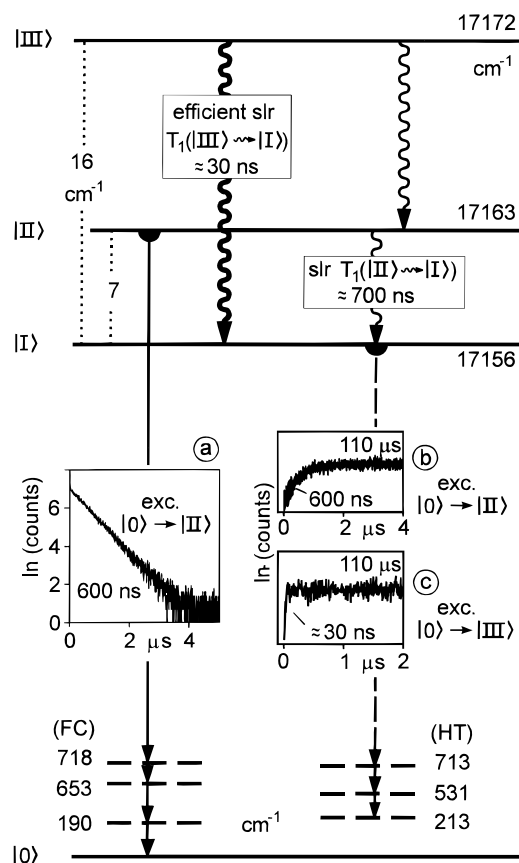 |III⟩
17172
cm⁻¹
efficient slr
T₁(|III⟩ ⇝ |I⟩)
≈ 30 ns
16
cm⁻¹
|II⟩
17163
7
slr T₁(|II⟩ ⇝ |I⟩)
≈ 700 ns
|I⟩
17156
a
ln (counts)
6
4
2
0
exc.
|0⟩ → |II⟩
600 ns
0 2 4
μs
b
110 μs
600 ns
0 2 4
μs
exc.
|0⟩ → |II⟩
ln (counts)
c
110 μs
≈ 30 ns
0 1 2
μs
exc.
|0⟩ → |III⟩
(FC)
718
653
190
(HT)
713
531
213
cm⁻¹
|0⟩